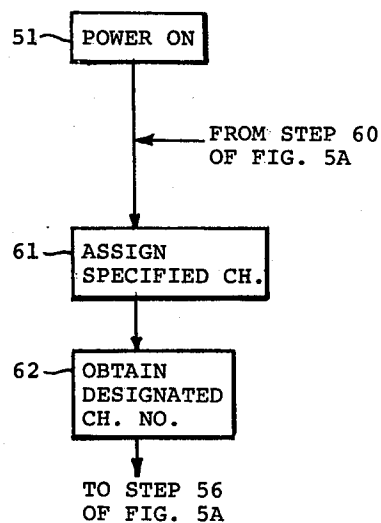 51 POWER ON
FROM STEP 60
OF FIG. 5A
61 ASSIGN
SPECIFIED CH.
62 OBTAIN
DESIGNATED
CH. NO.
TO STEP 56
OF FIG. 5A